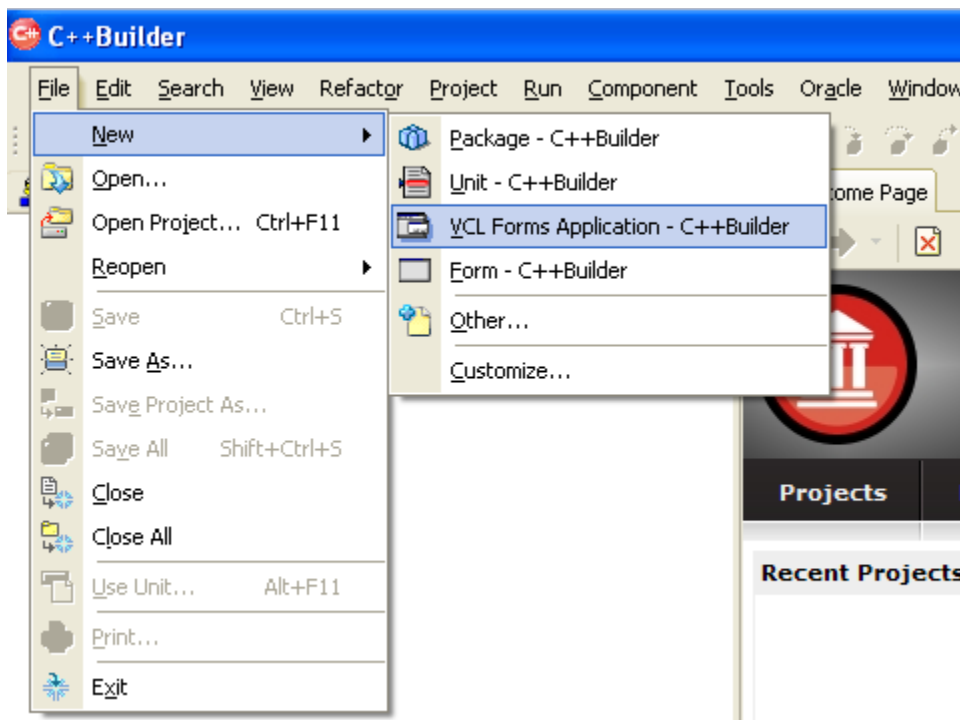 C++Builder
File Edit Search View Refactor Project Run Component Tools Oracle Window
New
Open...
Open Project... Ctrl+F11
Reopen
Save Ctrl+S
Save As...
Save Project As...
Save All Shift+Ctrl+S
Close
Close All
Use Unit... Alt+F11
Print...
Exit
Package - C++Builder
Unit - C++Builder
VCL Forms Application - C++Builder
Form - C++Builder
Other...
Customize...
ome Page
Projects
Recent Projects